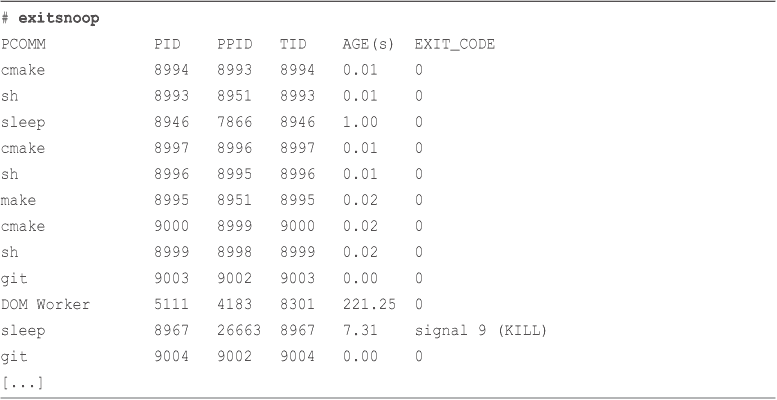 # exitsnoop
PCOMM PID PPID TID AGE(s) EXIT_CODE
cmake 8994 8993 8994 0.01 0
sh 8993 8951 8993 0.01 0
sleep 8946 7866 8946 1.00 0
cmake 8997 8996 8997 0.01 0
sh 8996 8995 8996 0.01 0
make 8995 8951 8995 0.02 0
cmake 9000 8999 9000 0.02 0
sh 8999 8998 8999 0.02 0
git 9003 9002 9003 0.00 0
DOM Worker 5111 4183 8301 221.25 0
sleep 8967 26663 8967 7.31 signal 9 (KILL)
git 9004 9002 9004 0.00 0
[...]